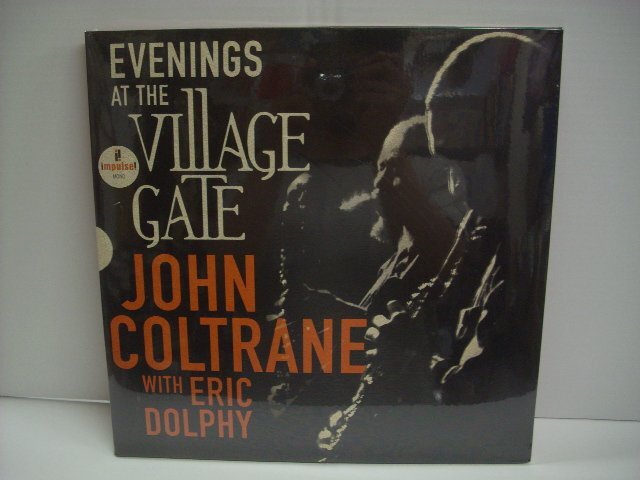 EVENINGS
AT THE
VILLAGE
GATE
impulse!
MONO
JOHN
COLTRANE
WITH ERIC
DOLPHY